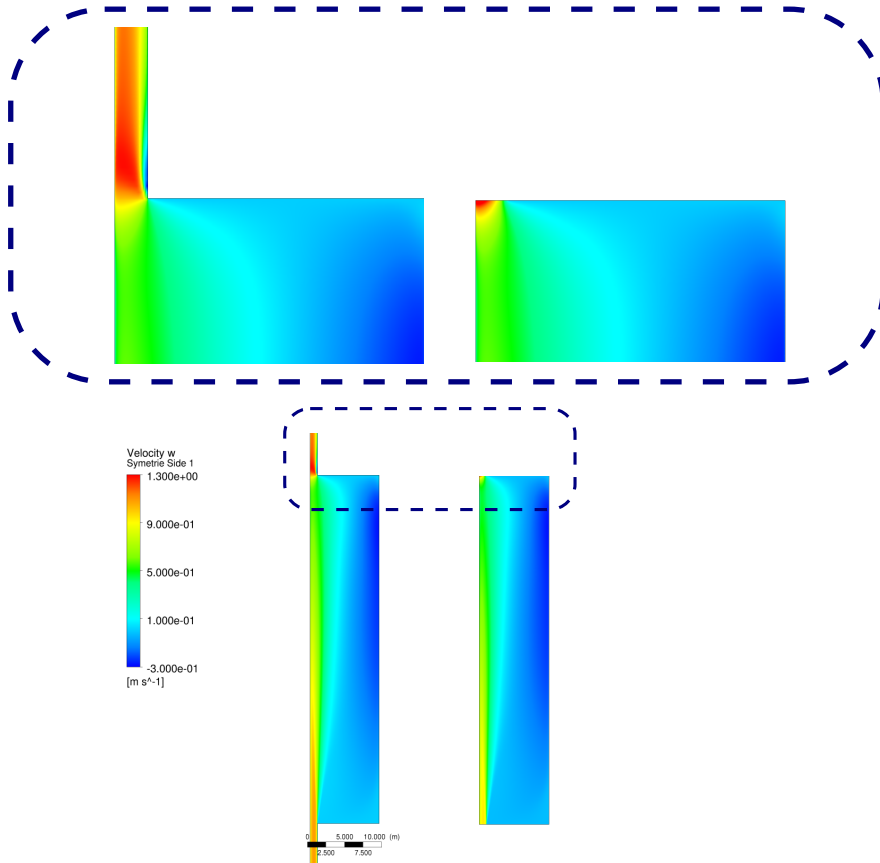 Velocity w
Symetrie Side 1
1.300e+00
9.000e-01
5.000e-01
1.000e-01
-3.000e-01
[m s^-1]
0 5.000 10.000 (m)
2.500 7.500